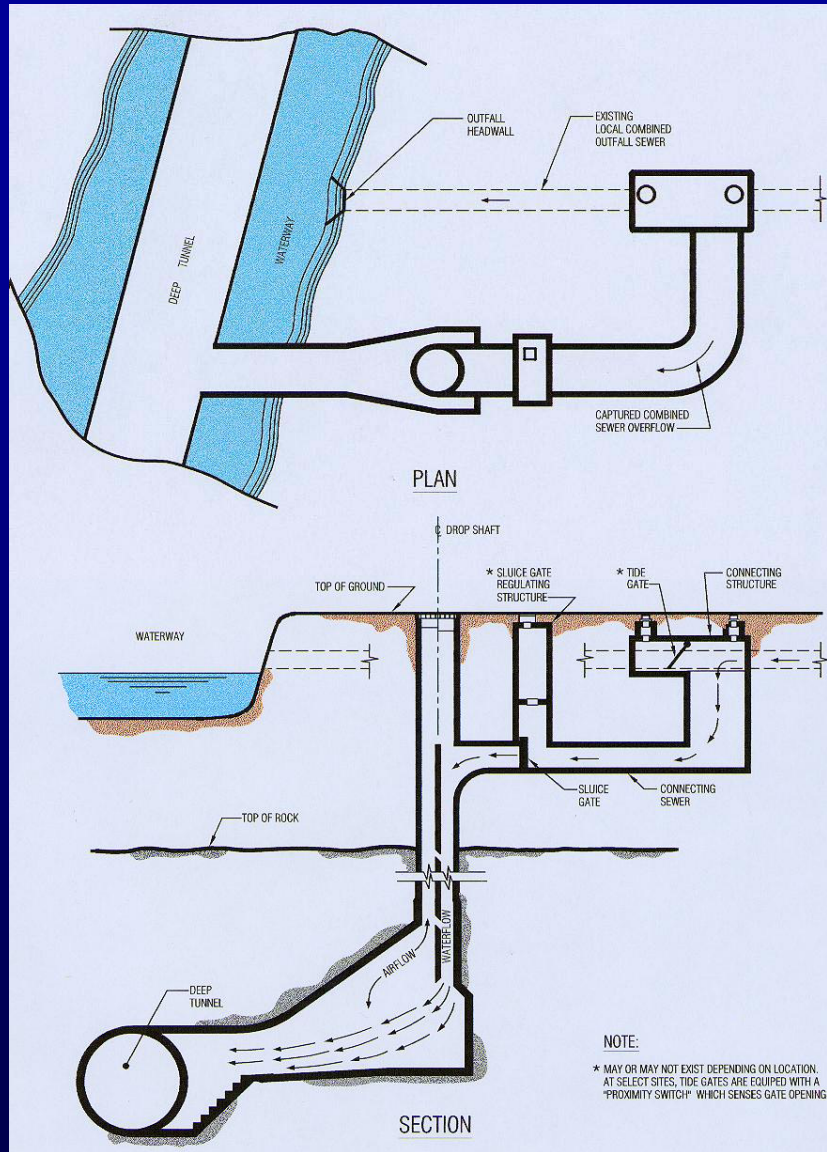 OUTFALL
HEADWALL
EXISTING
LOCAL COMBINED
OUTFALL SEWER
DEEP TUNNEL
WATERWAY
CAPTURED COMBINED
SEWER OVERFLOW
PLAN
℄ DROP SHAFT
TOP OF GROUND
* SLUICE GATE
REGULATING
STRUCTURE
* TIDE
GATE
CONNECTING
STRUCTURE
WATERWAY
SLUICE
GATE
CONNECTING
SEWER
TOP OF ROCK
AIRFLOW
WATERFLOW
DEEP
TUNNEL
NOTE:
* MAY OR MAY NOT EXIST DEPENDING ON LOCATION.
AT SELECT SITES, TIDE GATES ARE EQUIPED WITH A
"PROXIMITY SWITCH" WHICH SENSES GATE OPENING
SECTION